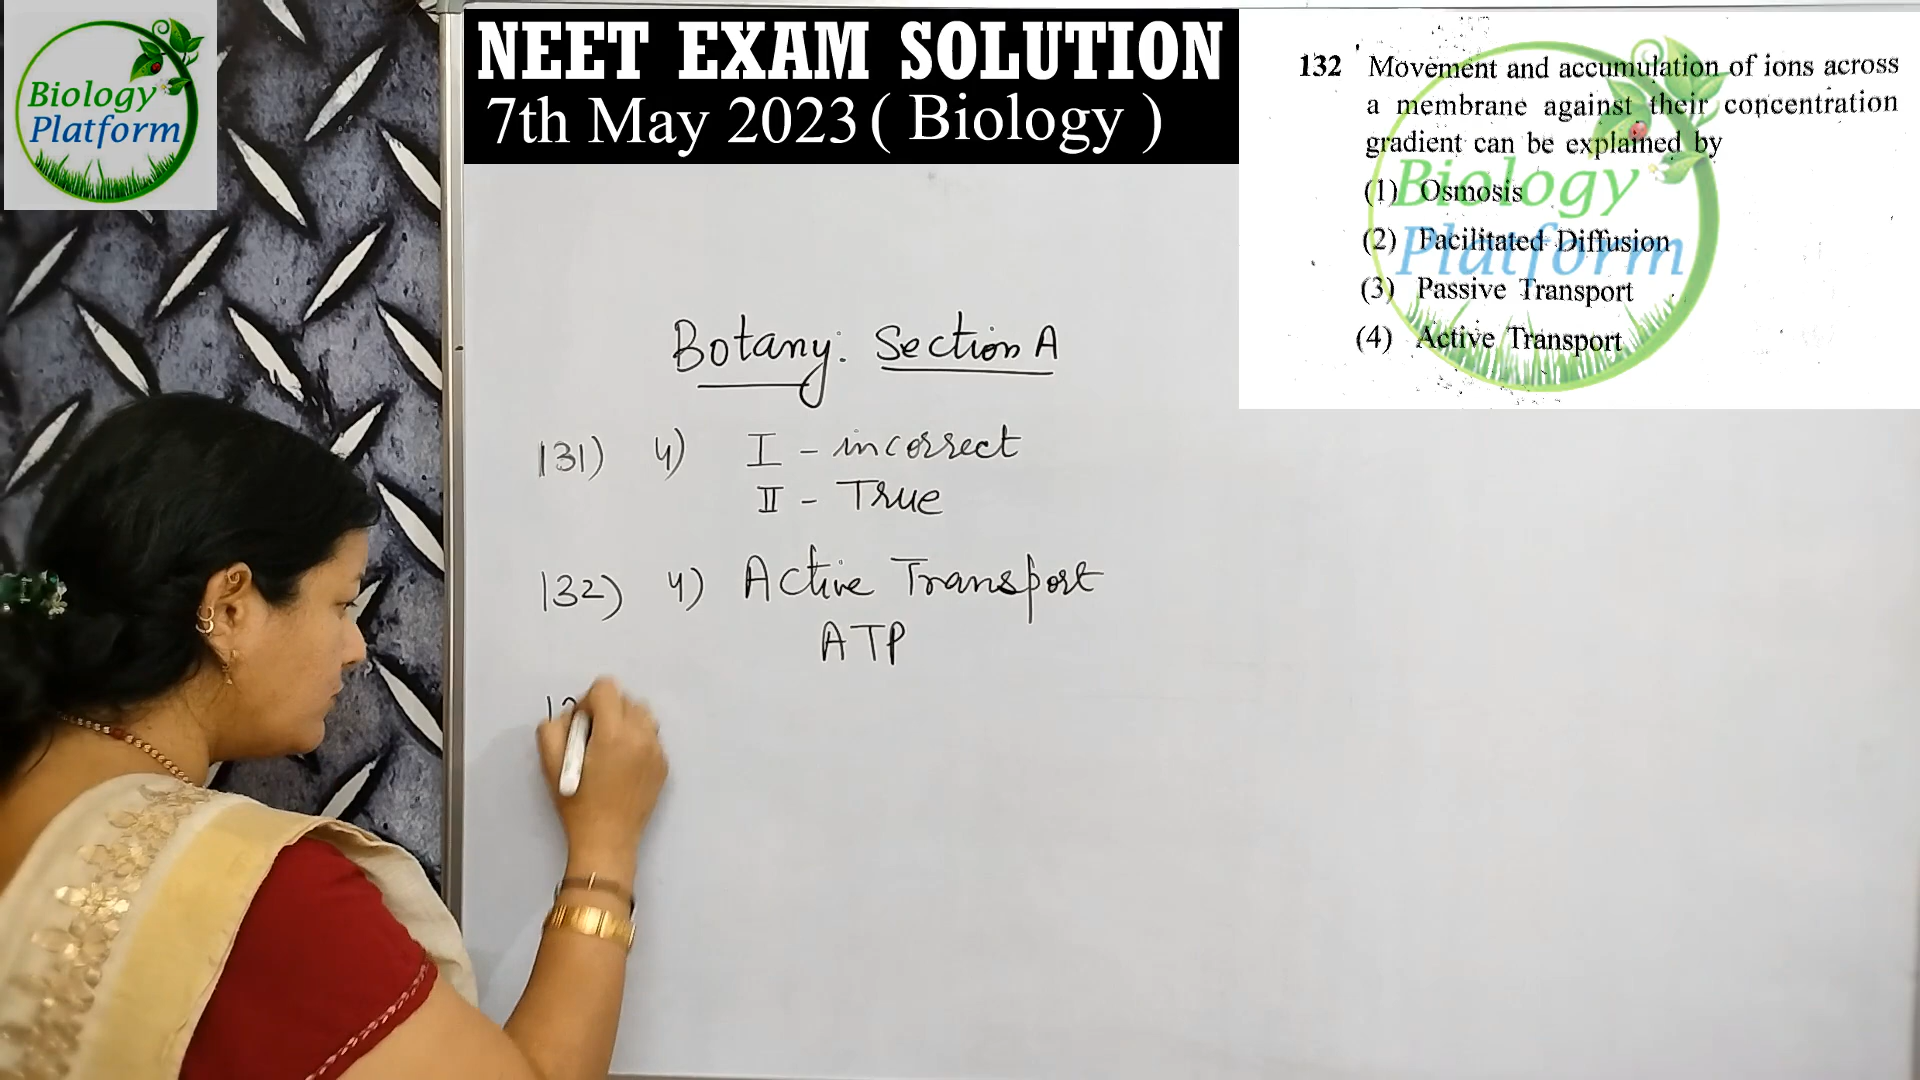 Biology
Platform
NEET EXAM SOLUTION
7th May 2023 ( Biology )
132 Movement and accumulation of ions across
a membrane against their concentration
gradient can be explained by
(1) Osmosis
(2) Facilitated Diffusion
(3) Passive Transport
(4) Active Transport
Biology
Platform
Botany: Section A
131) 4) I - incorrect
II - True
132) 4) Active Transport
ATP